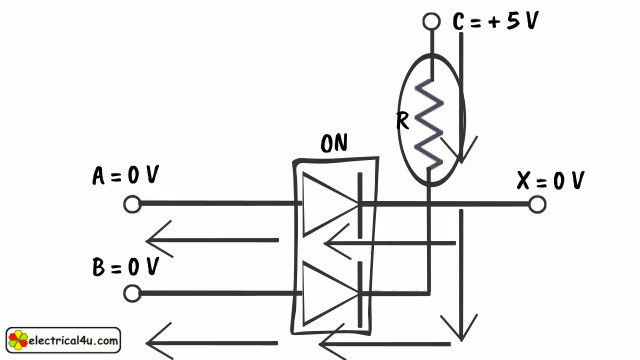 C = + 5 V
R
ON
A = 0 V
X = 0 V
B = 0 V
electrical4u.com